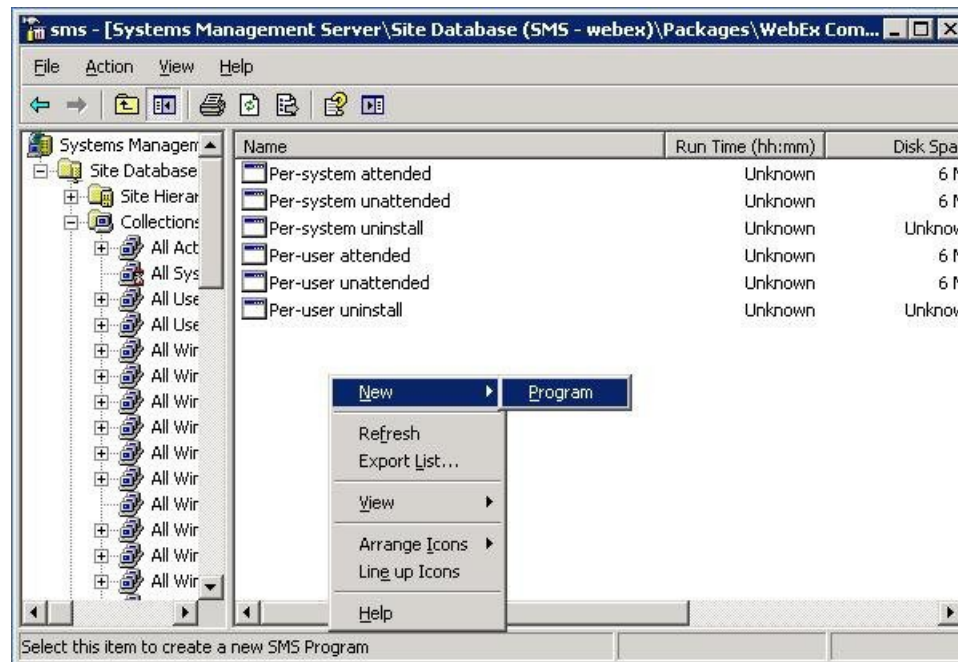 sms - [Systems Management Server\Site Database (SMS - webex)\Packages\WebEx Com...
File Action View Help
Systems Managem
Site Database
Site Hierar
Collections
All Act
All Sys
All Use
All Use
All Wir
All Wir
All Wir
All Wir
All Wir
All Wir
All Wir
All Wir
All Wir
All Wir
Name Run Time (hh:mm) Disk Spa
Per-system attended Unknown 6 M
Per-system unattended Unknown 6 M
Per-system uninstall Unknown Unknow
Per-user attended Unknown 6 M
Per-user unattended Unknown 6 M
Per-user uninstall Unknown Unknow
New Program
Refresh
Export List...
View
Arrange Icons
Line up Icons
Help
Select this item to create a new SMS Program